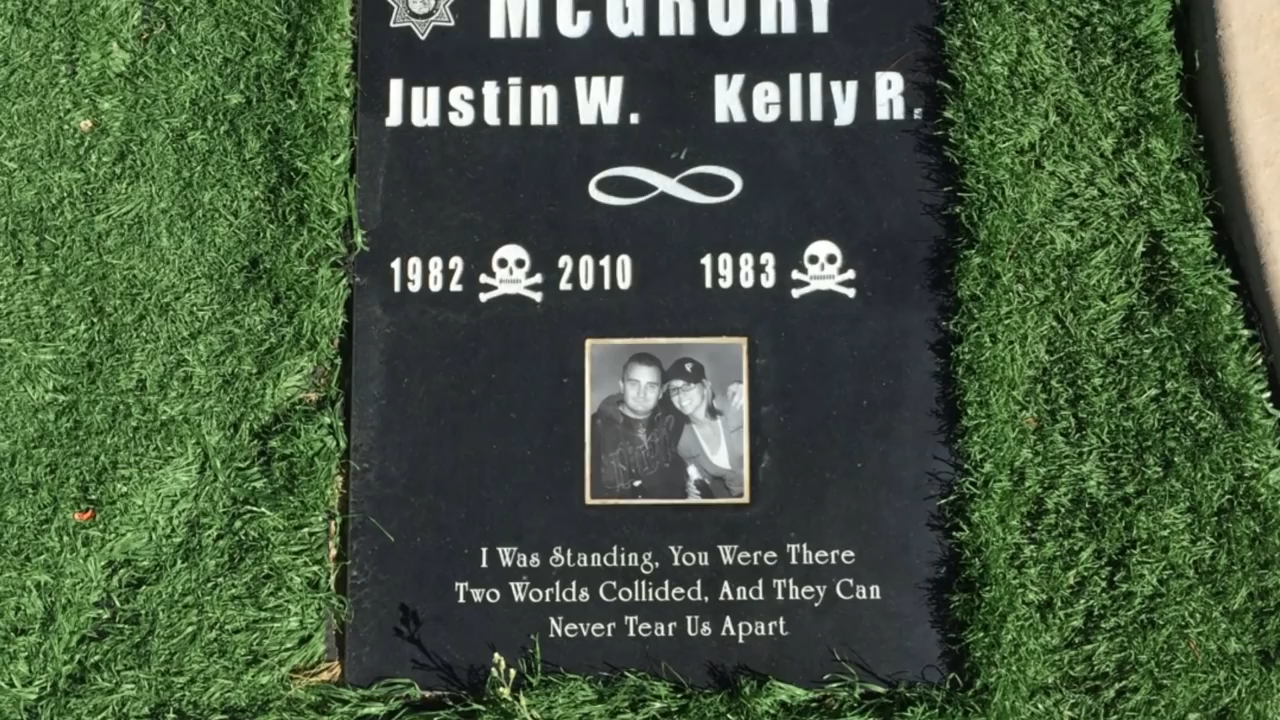 McGRORY
Justin W. Kelly R.
1982 2010 1983
I Was Standing, You Were There
Two Worlds Collided, And They Can
Never Tear Us Apart